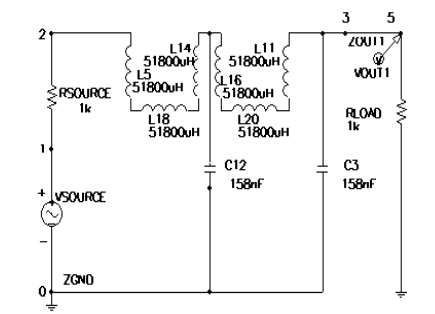 3 5
2
L14
51800uH
L11
51800uH
ZOUT1
V
VOUT1
L5
51800uH
L16
51800uH
RSOURCE
1k
L18
51800uH
L20
51800uH
RLOAD
1k
1
C12
158nF
C3
158nF
+
VSOURCE
-
ZGND
0